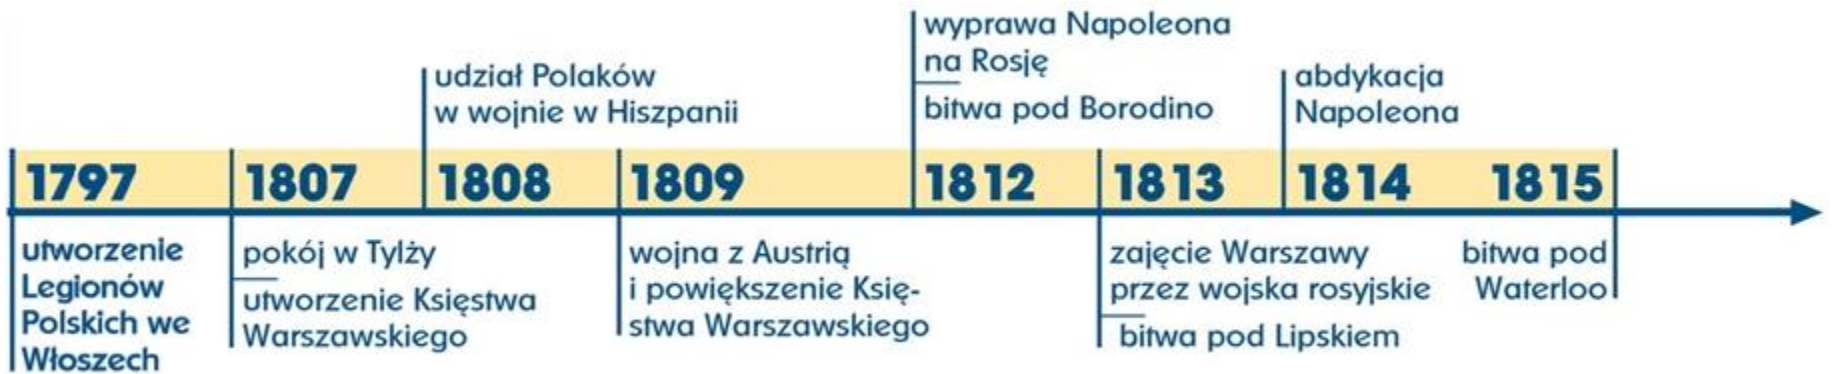 wyprawa Napoleona
na Rosję
bitwa pod Borodino
udział Polaków
w wojnie w Hiszpanii
abdykacja
Napoleona
1797
1807
1808
1809
1812
1813
1814
1815
utworzenie
Legionów
Polskich we
Włoszech
pokój w Tylży
utworzenie Księstwa
Warszawskiego
wojna z Austrią
i powiększenie Księ-
stwa Warszawskiego
zajęcie Warszawy
przez wojska rosyjskie
bitwa pod Lipskiem
bitwa pod
Waterloo